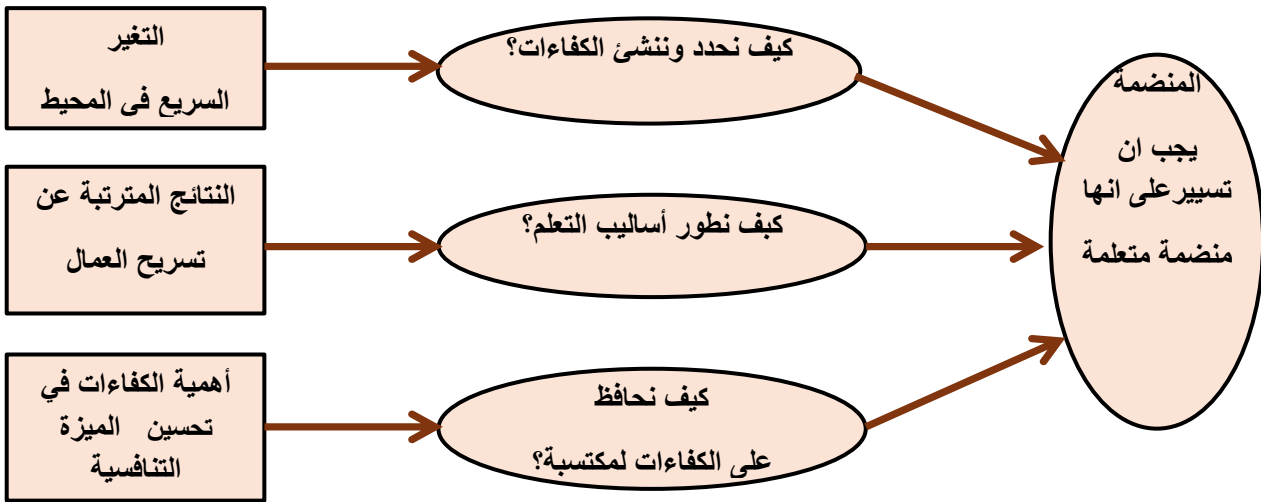 التغير
السريع في المحيط
كيف نحدد وننشئ الكفاءات؟
المنضمة
يجب ان
تسييرعلى انها
منضمة متعلمة
النتائج المترتبة عن
تسريح العمال
كبف نطور أساليب التعلم؟
أهمية الكفاءات في
تحسين الميزة
التنافسية
كيف نحافظ
على الكفاءات لمكتسبة؟